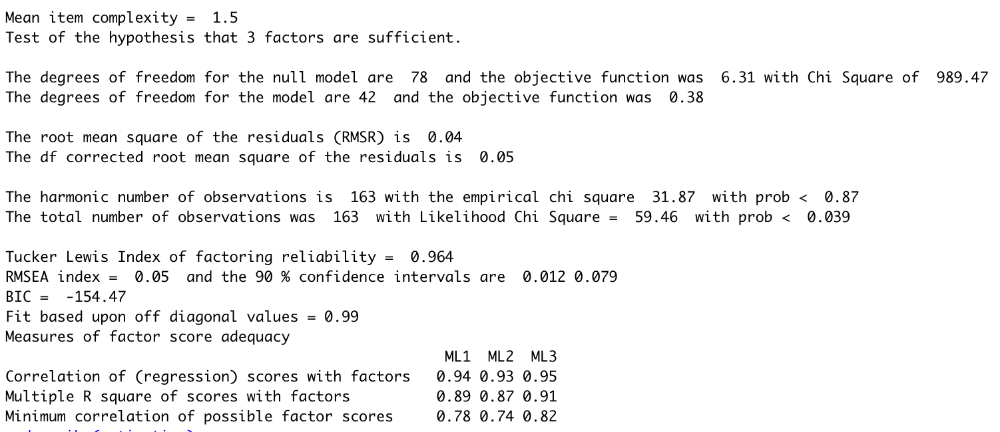 Mean item complexity =  1.5
Test of the hypothesis that 3 factors are sufficient.
The degrees of freedom for the null model are  78  and the objective function was  6.31 with Chi Square of  989.47
The degrees of freedom for the model are 42  and the objective function was  0.38
The root mean square of the residuals (RMSR) is  0.04
The df corrected root mean square of the residuals is  0.05
The harmonic number of observations is  163 with the empirical chi square  31.87  with prob <  0.87
The total number of observations was  163  with Likelihood Chi Square =  59.46  with prob <  0.039
Tucker Lewis Index of factoring reliability =  0.964
RMSEA index =  0.05  and the 90 % confidence intervals are  0.012 0.079
BIC =  -154.47
Fit based upon off diagonal values = 0.99
Measures of factor score adequacy
ML1  ML2  ML3
Correlation of (regression) scores with factors   0.94 0.93 0.95
Multiple R square of scores with factors          0.89 0.87 0.91
Minimum correlation of possible factor scores     0.78 0.74 0.82